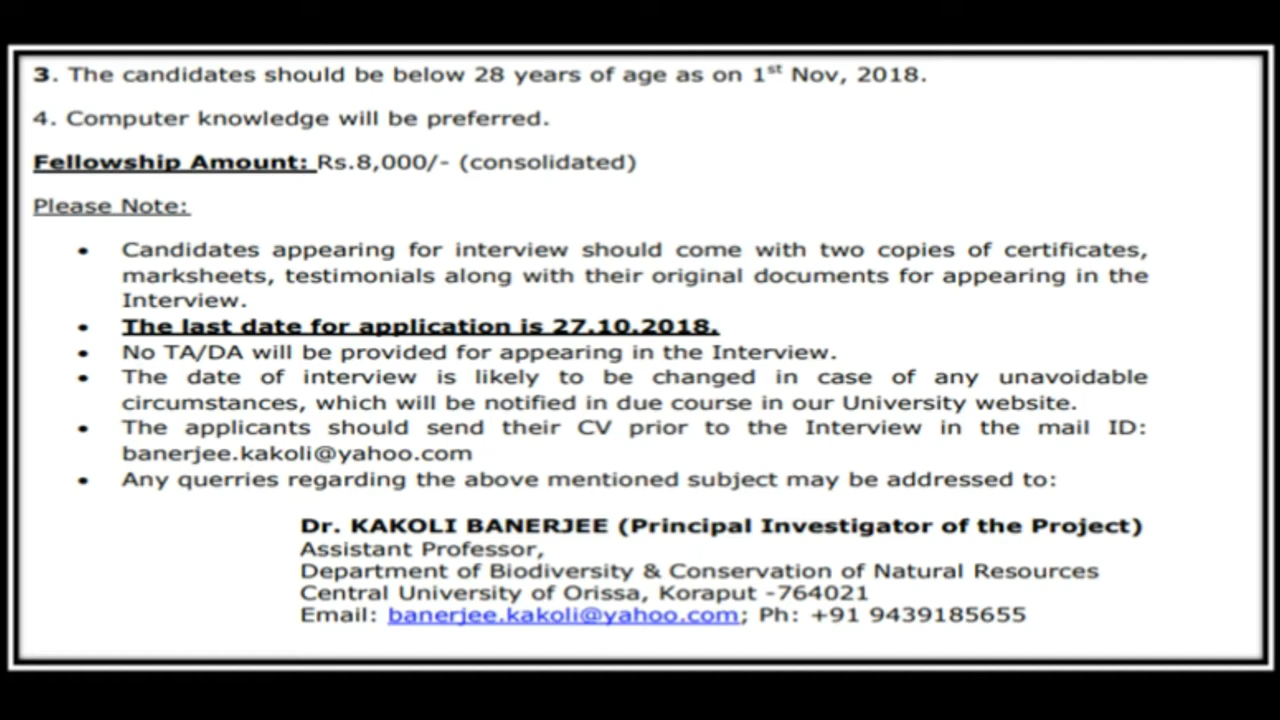 3. The candidates should be below 28 years of age as on 1st Nov, 2018.
4. Computer knowledge will be preferred.
Fellowship Amount: Rs.8,000/- (consolidated)
Please Note:
• Candidates appearing for interview should come with two copies of certificates,
marksheets, testimonials along with their original documents for appearing in the
Interview.
• The last date for application is 27.10.2018.
• No TA/DA will be provided for appearing in the Interview.
• The date of interview is likely to be changed in case of any unavoidable
circumstances, which will be notified in due course in our University website.
• The applicants should send their CV prior to the Interview in the mail ID:
banerjee.kakoli@yahoo.com
• Any querries regarding the above mentioned subject may be addressed to:
Dr. KAKOLI BANERJEE (Principal Investigator of the Project)
Assistant Professor,
Department of Biodiversity & Conservation of Natural Resources
Central University of Orissa, Koraput -764021
Email: banerjee.kakoli@yahoo.com; Ph: +91 9439185655